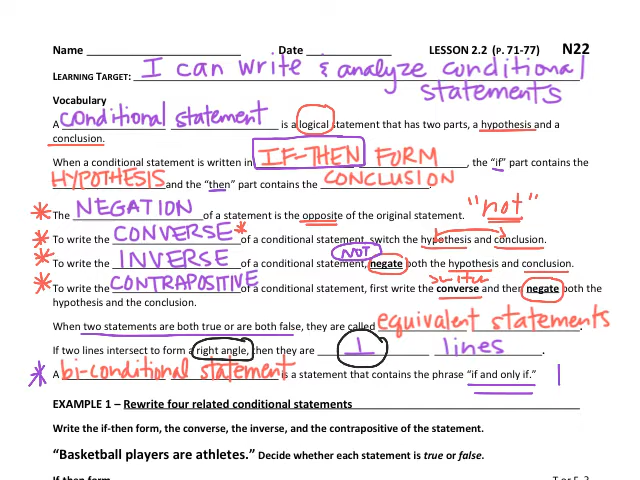 Name ________ Date ________ LESSON 2.2 (P. 71-77) N22
LEARNING TARGET: I can write & analyze conditional
statements
Vocabulary
A conditional statement is a logical statement that has two parts, a hypothesis and a
conclusion.
When a conditional statement is written in IF-THEN FORM, the "if" part contains the
HYPOTHESIS and the "then" part contains the CONCLUSION.
* The NEGATION of a statement is the opposite of the original statement. "not"
* To write the CONVERSE* of a conditional statement, switch the hypothesis and conclusion.
NOT
* To write the INVERSE of a conditional statement, negate both the hypothesis and conclusion.
* To write the CONTRAPOSITIVE of a conditional statement, first write the converse and then negate both the
hypothesis and the conclusion.
When two statements are both true or are both false, they are called equivalent statements.
If two lines intersect to form a right angle, then they are ⊥ lines.
* A bi-conditional statement is a statement that contains the phrase "if and only if."
EXAMPLE 1 – Rewrite four related conditional statements
Write the if-then form, the converse, the inverse, and the contrapositive of the statement.
"Basketball players are athletes." Decide whether each statement is true or false.
If-then form